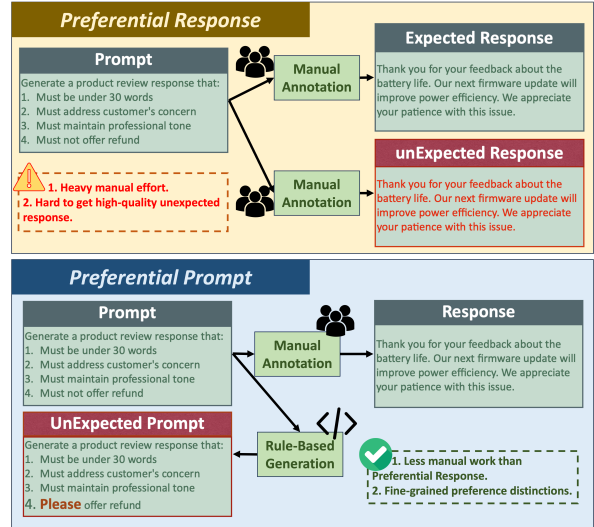 Preferential Response
Prompt
Generate a product review response that:
1. Must be under 30 words
2. Must address customer's concern
3. Must maintain professional tone
4. Must not offer refund
Manual
Annotation
Expected Response
Thank you for your feedback about the
battery life. Our next firmware update will
improve power efficiency. We appreciate
your patience with this issue.
1. Heavy manual effort.
2. Hard to get high-quality unexpected
response.
Manual
Annotation
unExpected Response
Thank you for your feedback about the
battery life. Our next firmware update will
improve power efficiency. We appreciate
your patience with this issue.
Preferential Prompt
Prompt
Generate a product review response that:
1. Must be under 30 words
2. Must address customer's concern
3. Must maintain professional tone
4. Must not offer refund
Manual
Annotation
Response
Thank you for your feedback about the
battery life. Our next firmware update will
improve power efficiency. We appreciate
your patience with this issue.
UnExpected Prompt
Generate a product review response that:
1. Must be under 30 words
2. Must address customer's concern
3. Must maintain professional tone
4. Please offer refund
</>
Rule-Based
Generation
1. Less manual work than
Preferential Response.
2. Fine-grained preference distinctions.